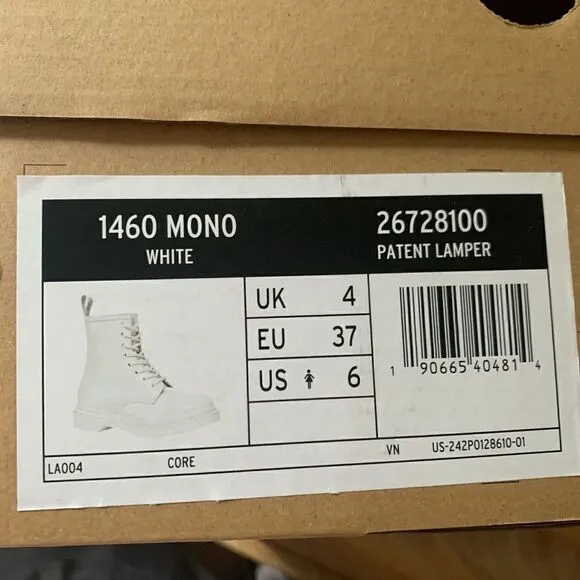 1460 MONO
WHITE
26728100
PATENT LAMPER
UK 4
EU 37
US 6
1 90665 40481 4
LA004 CORE VN US-242P0128610-01